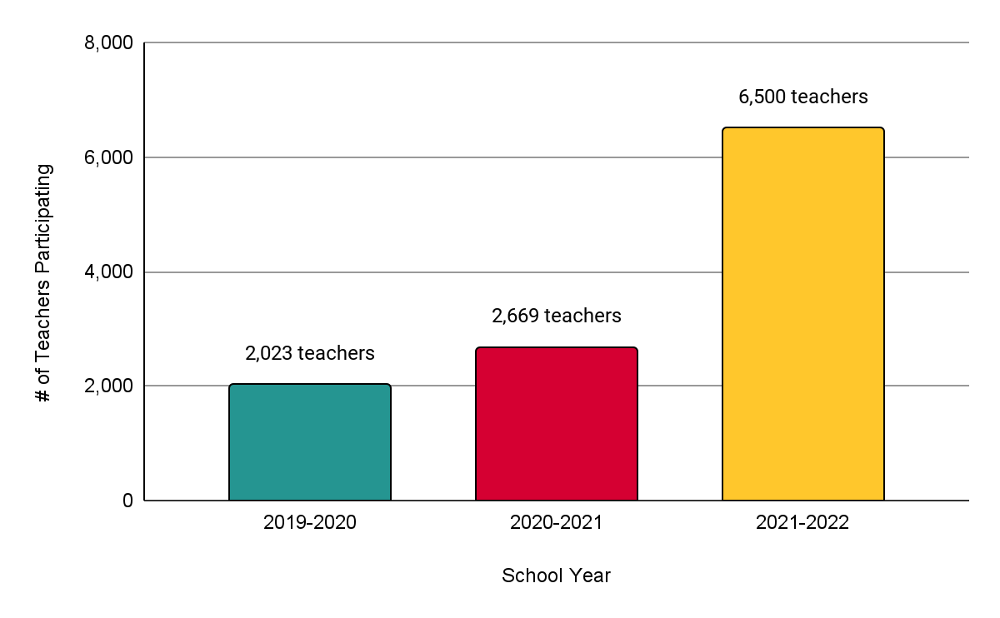 8,000
6,500 teachers
6,000
4,000
2,669 teachers
2,023 teachers
2,000
0
2019-2020
2020-2021
2021-2022
School Year
# of Teachers Participating